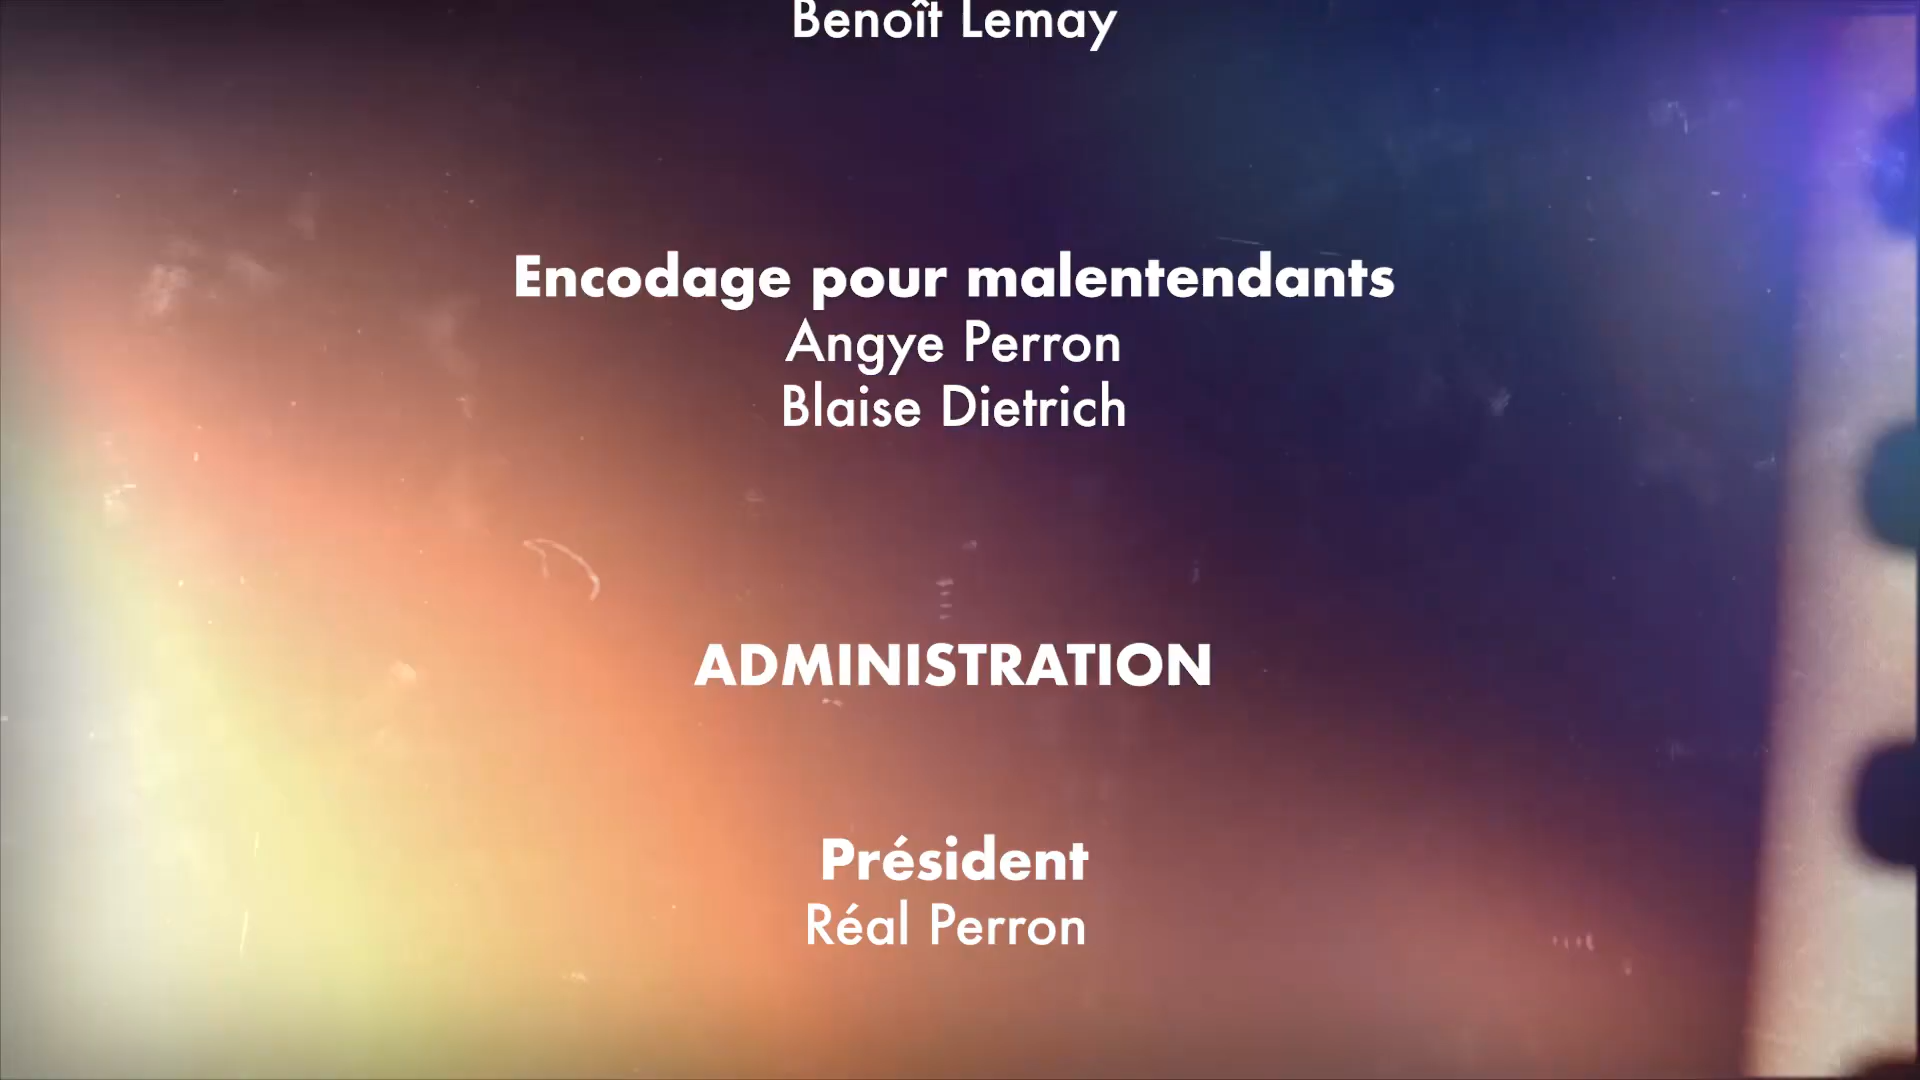 Benoît Lemay
Encodage pour malentendants
Angye Perron
Blaise Dietrich
ADMINISTRATION
Président
Réal Perron